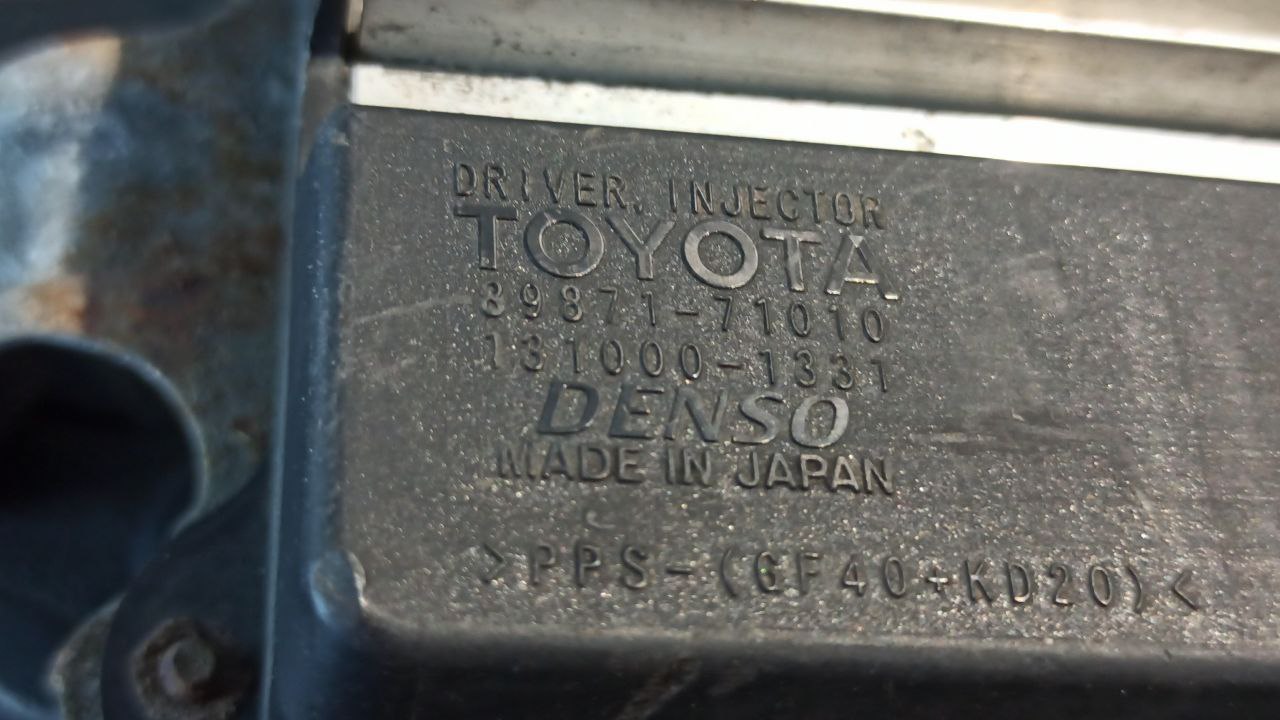 DRIVER, INJECTOR
TOYOTA
89871-71010
131000-1331
DENSO
MADE IN JAPAN
>PPS-(GF40+KD20)<